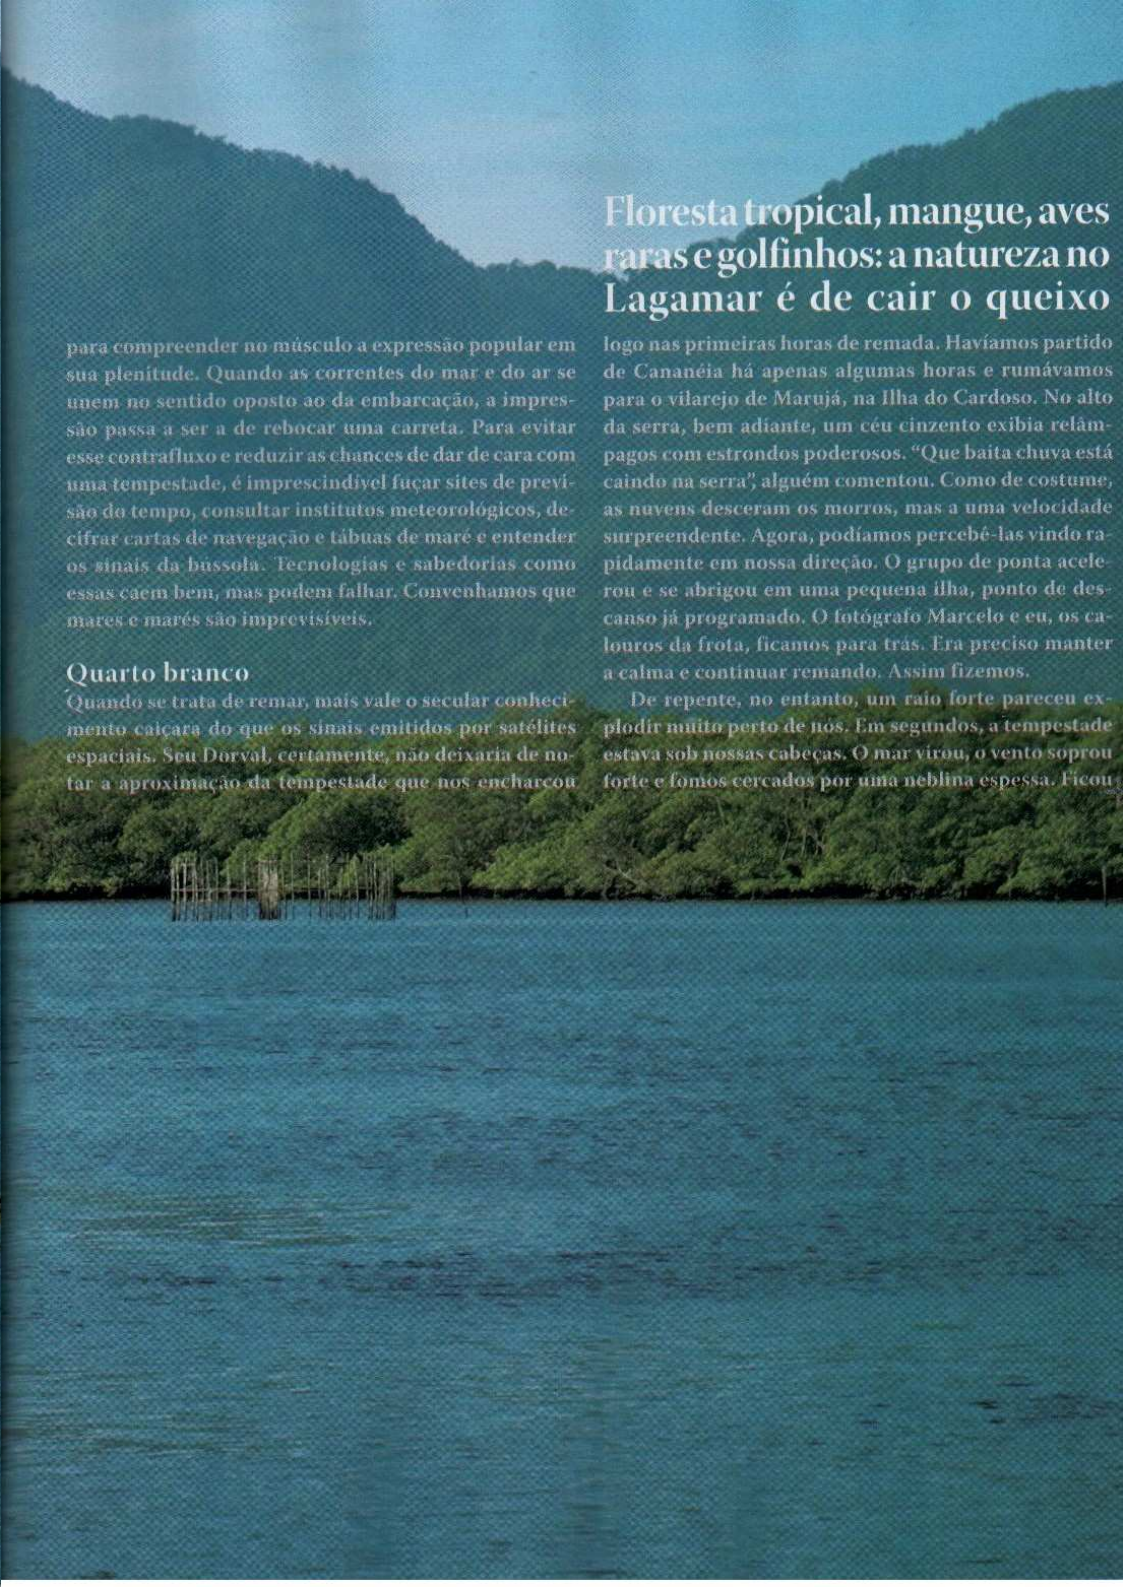 para compreender no músculo a expressão popular em
sua plenitude. Quando as correntes do mar e do ar se
unem no sentido oposto ao da embarcação, a impres-
são passa a ser a de rebocar uma carreta. Para evitar
esse contrafluxo e reduzir as chances de dar de cara com
uma tempestade, é imprescindível fuçar sites de previ-
são do tempo, consultar institutos meteorológicos, de-
cifrar cartas de navegação e tábuas de maré e entender
os sinais da bússola. Tecnologias e sabedorias como
essas caem bem, mas podem falhar. Convenhamos que
mares e marés são imprevisíveis.
Quarto branco
Quando se trata de remar, mais vale o secular conheci-
mento caiçara do que os sinais emitidos por satélites
espaciais. Seu Dorval, certamente, não deixaria de no-
tar a aproximação da tempestade que nos encharcou
Floresta tropical, mangue, aves
raras e golfinhos: a natureza no
Lagamar é de cair o queixo
logo nas primeiras horas de remada. Havíamos partido
de Cananéia há apenas algumas horas e rumávamos
para o vilarejo de Marujá, na Ilha do Cardoso. No alto
da serra, bem adiante, um céu cinzento exibia relâm-
pagos com estrondos poderosos. “Que baita chuva está
caindo na serra”, alguém comentou. Como de costume,
as nuvens desceram os morros, mas a uma velocidade
surpreendente. Agora, podíamos percebê-las vindo ra-
pidamente em nossa direção. O grupo de ponta acele-
rou e se abrigou em uma pequena ilha, ponto de des-
canso já programado. O fotógrafo Marcelo e eu, os ca-
louros da frota, ficamos para trás. Era preciso manter
a calma e continuar remando. Assim fizemos.
De repente, no entanto, um raio forte pareceu ex-
plodir muito perto de nós. Em segundos, a tempestade
estava sob nossas cabeças. O mar virou, o vento soprou
forte e fomos cercados por uma neblina espessa. Ficou